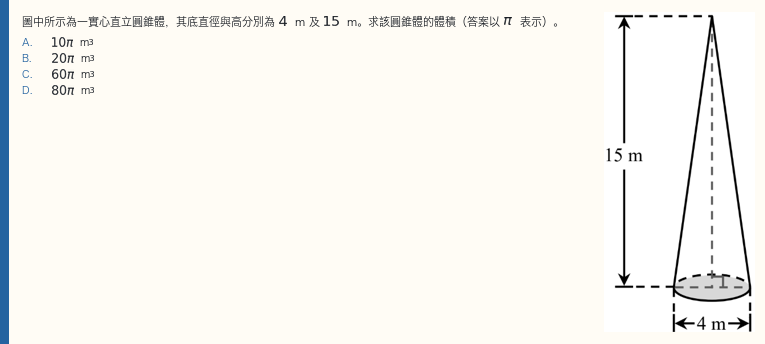 圖中所示為一實心直立圓錐體，其底直徑與高分別為 4 m 及 15 m。求該圓錐體的體積（答案以 π 表示）。
A. 10π m³
B. 20π m³
C. 60π m³
D. 80π m³
15 m
4 m